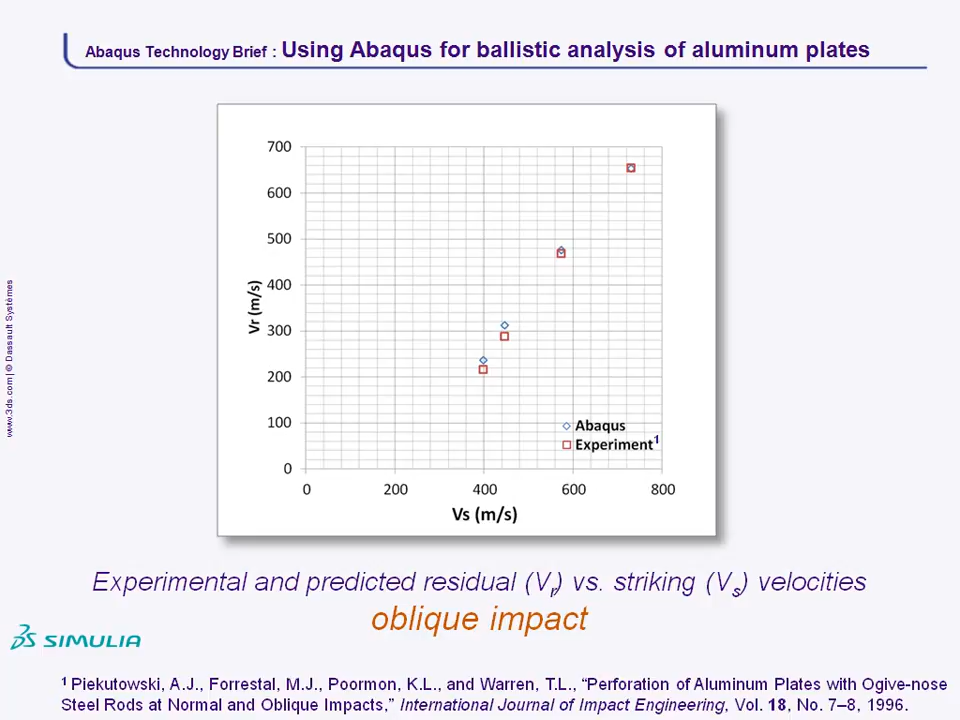 Abaqus Technology Brief : Using Abaqus for ballistic analysis of aluminum plates
700
600
500
400
300
200
100
0
Vr (m/s)
0 200 400 600 800
Vs (m/s)
Abaqus
Experiment¹
www.3ds.com | © Dassault Systèmes
Experimental and predicted residual (Vr) vs. striking (Vs) velocities
oblique impact
SIMULIA
¹ Piekutowski, A.J., Forrestal, M.J., Poormon, K.L., and Warren, T.L., “Perforation of Aluminum Plates with Ogive-nose
Steel Rods at Normal and Oblique Impacts,” International Journal of Impact Engineering, Vol. 18, No. 7–8, 1996.